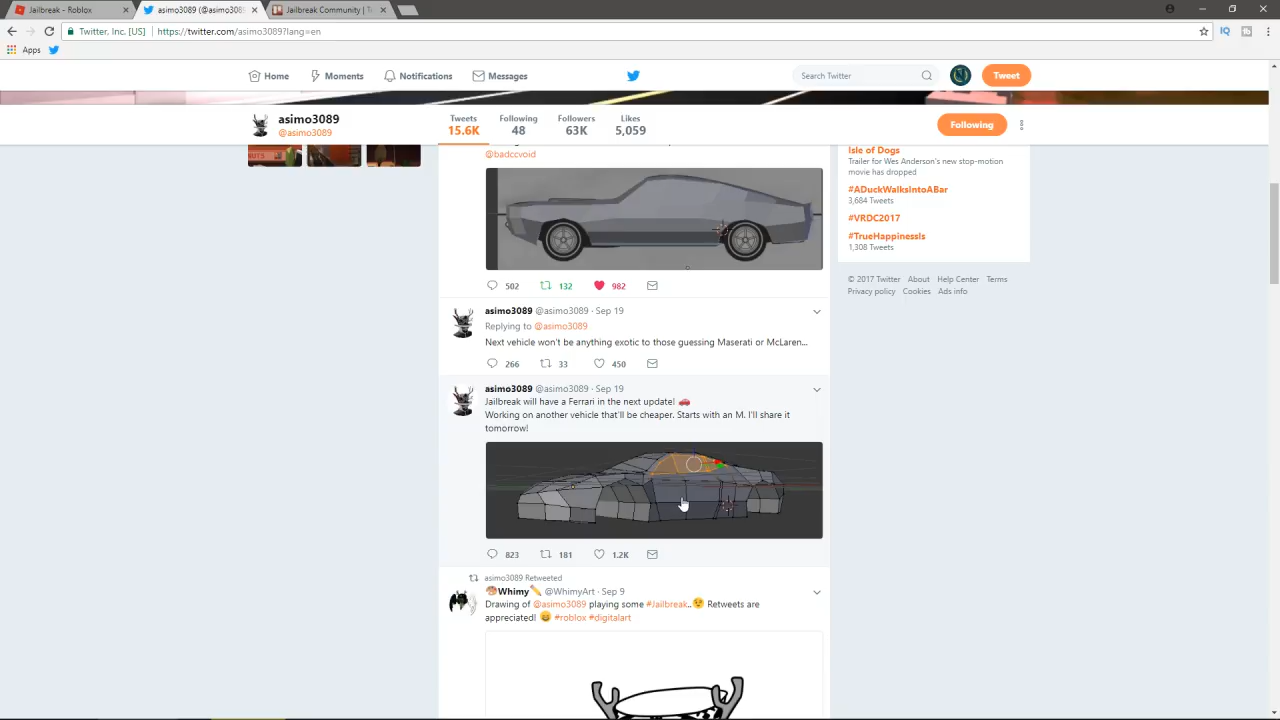 Jailbreak - Roblox
asimo3089 (@asimo3089
Jailbreak Community | T
Twitter, Inc. [US] https://twitter.com/asimo3089?lang=en
Apps
Home Moments Notifications Messages Search Twitter Tweet
asimo3089
@asimo3089
Tweets Following Followers Likes
15.6K 48 63K 5,059
Following
@badccvoid
502 132 982
asimo3089 @asimo3089 · Sep 19
Replying to @asimo3089
Next vehicle won't be anything exotic to those guessing Maserati or McLaren...
266 33 450
asimo3089 @asimo3089 · Sep 19
Jailbreak will have a Ferrari in the next update!
Working on another vehicle that'll be cheaper. Starts with an M. I'll share it
tomorrow!
823 181 1.2K
asimo3089 Retweeted
Whimy @WhimyArt · Sep 9
Drawing of @asimo3089 playing some #Jailbreak.. Retweets are
appreciated! #roblox #digitalart
Isle of Dogs
Trailer for Wes Anderson's new stop-motion
movie has dropped
#ADuckWalksIntoABar
3,684 Tweets
#VRDC2017
#TrueHappinessIs
1,308 Tweets
© 2017 Twitter About Help Center Terms
Privacy policy Cookies Ads info